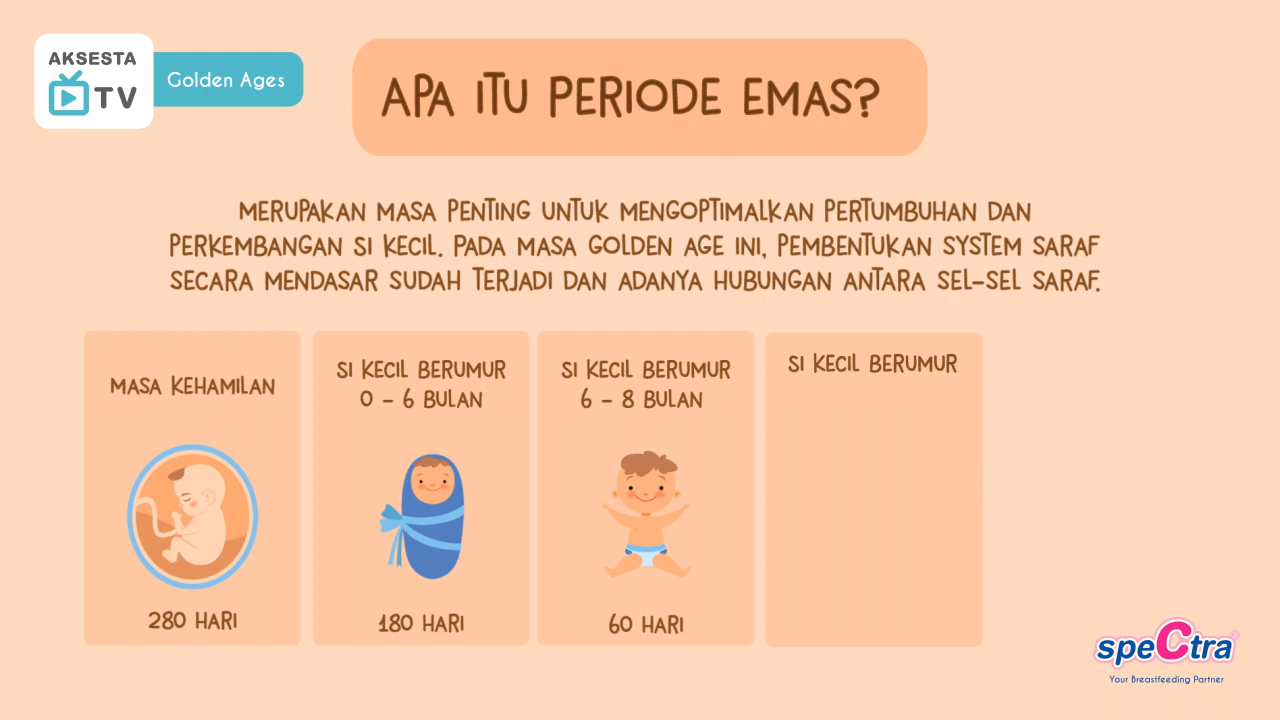 AKSESTA
TV
Golden Ages
APA ITU PERIODE EMAS?
MERUPAKAN MASA PENTING UNTUK MENGOPTIMALKAN PERTUMBUHAN DAN
PERKEMBANGAN SI KECIL. PADA MASA GOLDEN AGE INI, PEMBENTUKAN SYSTEM SARAF
SECARA MENDASAR SUDAH TERJADI DAN ADANYA HUBUNGAN ANTARA SEL-SEL SARAF.
MASA KEHAMILAN
280 HARI
SI KECIL BERUMUR
0 - 6 BULAN
180 HARI
SI KECIL BERUMUR
6 - 8 BULAN
60 HARI
SI KECIL BERUMUR
speCtra®
Your Breastfeeding Partner